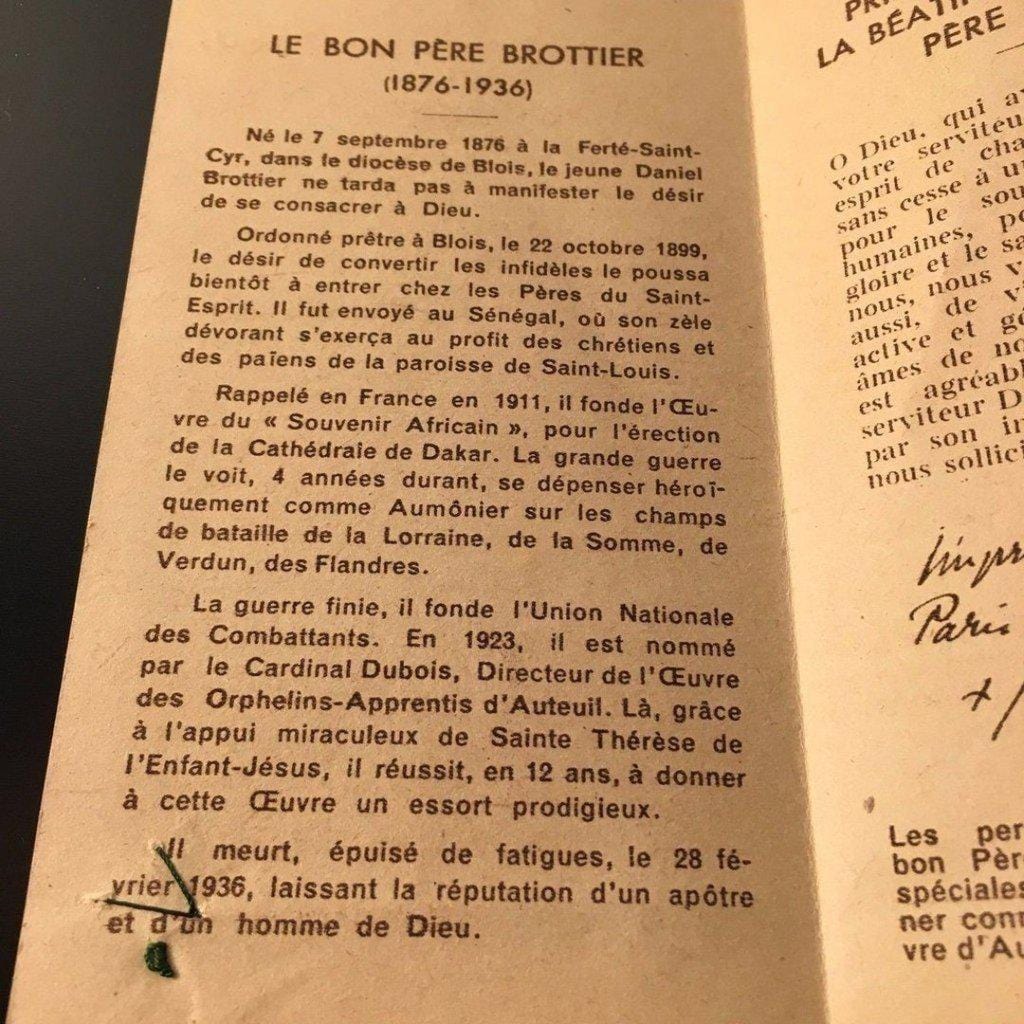 LE BON PÈRE BROTTIER
(1876-1936)
Né le 7 septembre 1876 à la Ferté-Saint-
Cyr, dans le diocèse de Blois, le jeune Daniel
Brottier ne tarda pas à manifester le désir
de se consacrer à Dieu.
Ordonné prêtre à Blois, le 22 octobre 1899,
le désir de convertir les infidèles le poussa
bientôt à entrer chez les Pères du Saint-
Esprit. Il fut envoyé au Sénégal, où son zèle
dévorant s'exerça au profit des chrétiens et
des païens de la paroisse de Saint-Louis.
Rappelé en France en 1911, il fonde l'Œu-
vre du « Souvenir Africain », pour l'érection
de la Cathédrale de Dakar. La grande guerre
le voit, 4 années durant, se dépenser héroï-
quement comme Aumônier sur les champs
de bataille de la Lorraine, de la Somme, de
Verdun, des Flandres.
La guerre finie, il fonde l'Union Nationale
des Combattants. En 1923, il est nommé
par le Cardinal Dubois, Directeur de l'Œuvre
des Orphelins-Apprentis d'Auteuil. Là, grâce
à l'appui miraculeux de Sainte Thérèse de
l'Enfant-Jésus, il réussit, en 12 ans, à donner
à cette Œuvre un essort prodigieux.
Il meurt, épuisé de fatigues, le 28 fé-
vrier 1936, laissant la réputation d'un apôtre
et d'un homme de Dieu.
LA
PÈRE
O Dieu, qui
votre
esprit de
sans cesse à
pour le
humaines,
gloire et le
nous, nous
aussi, de
active et
âmes de
est
serviteur
par son
nous
Paris
Les
bon
spéciales
ner
vre